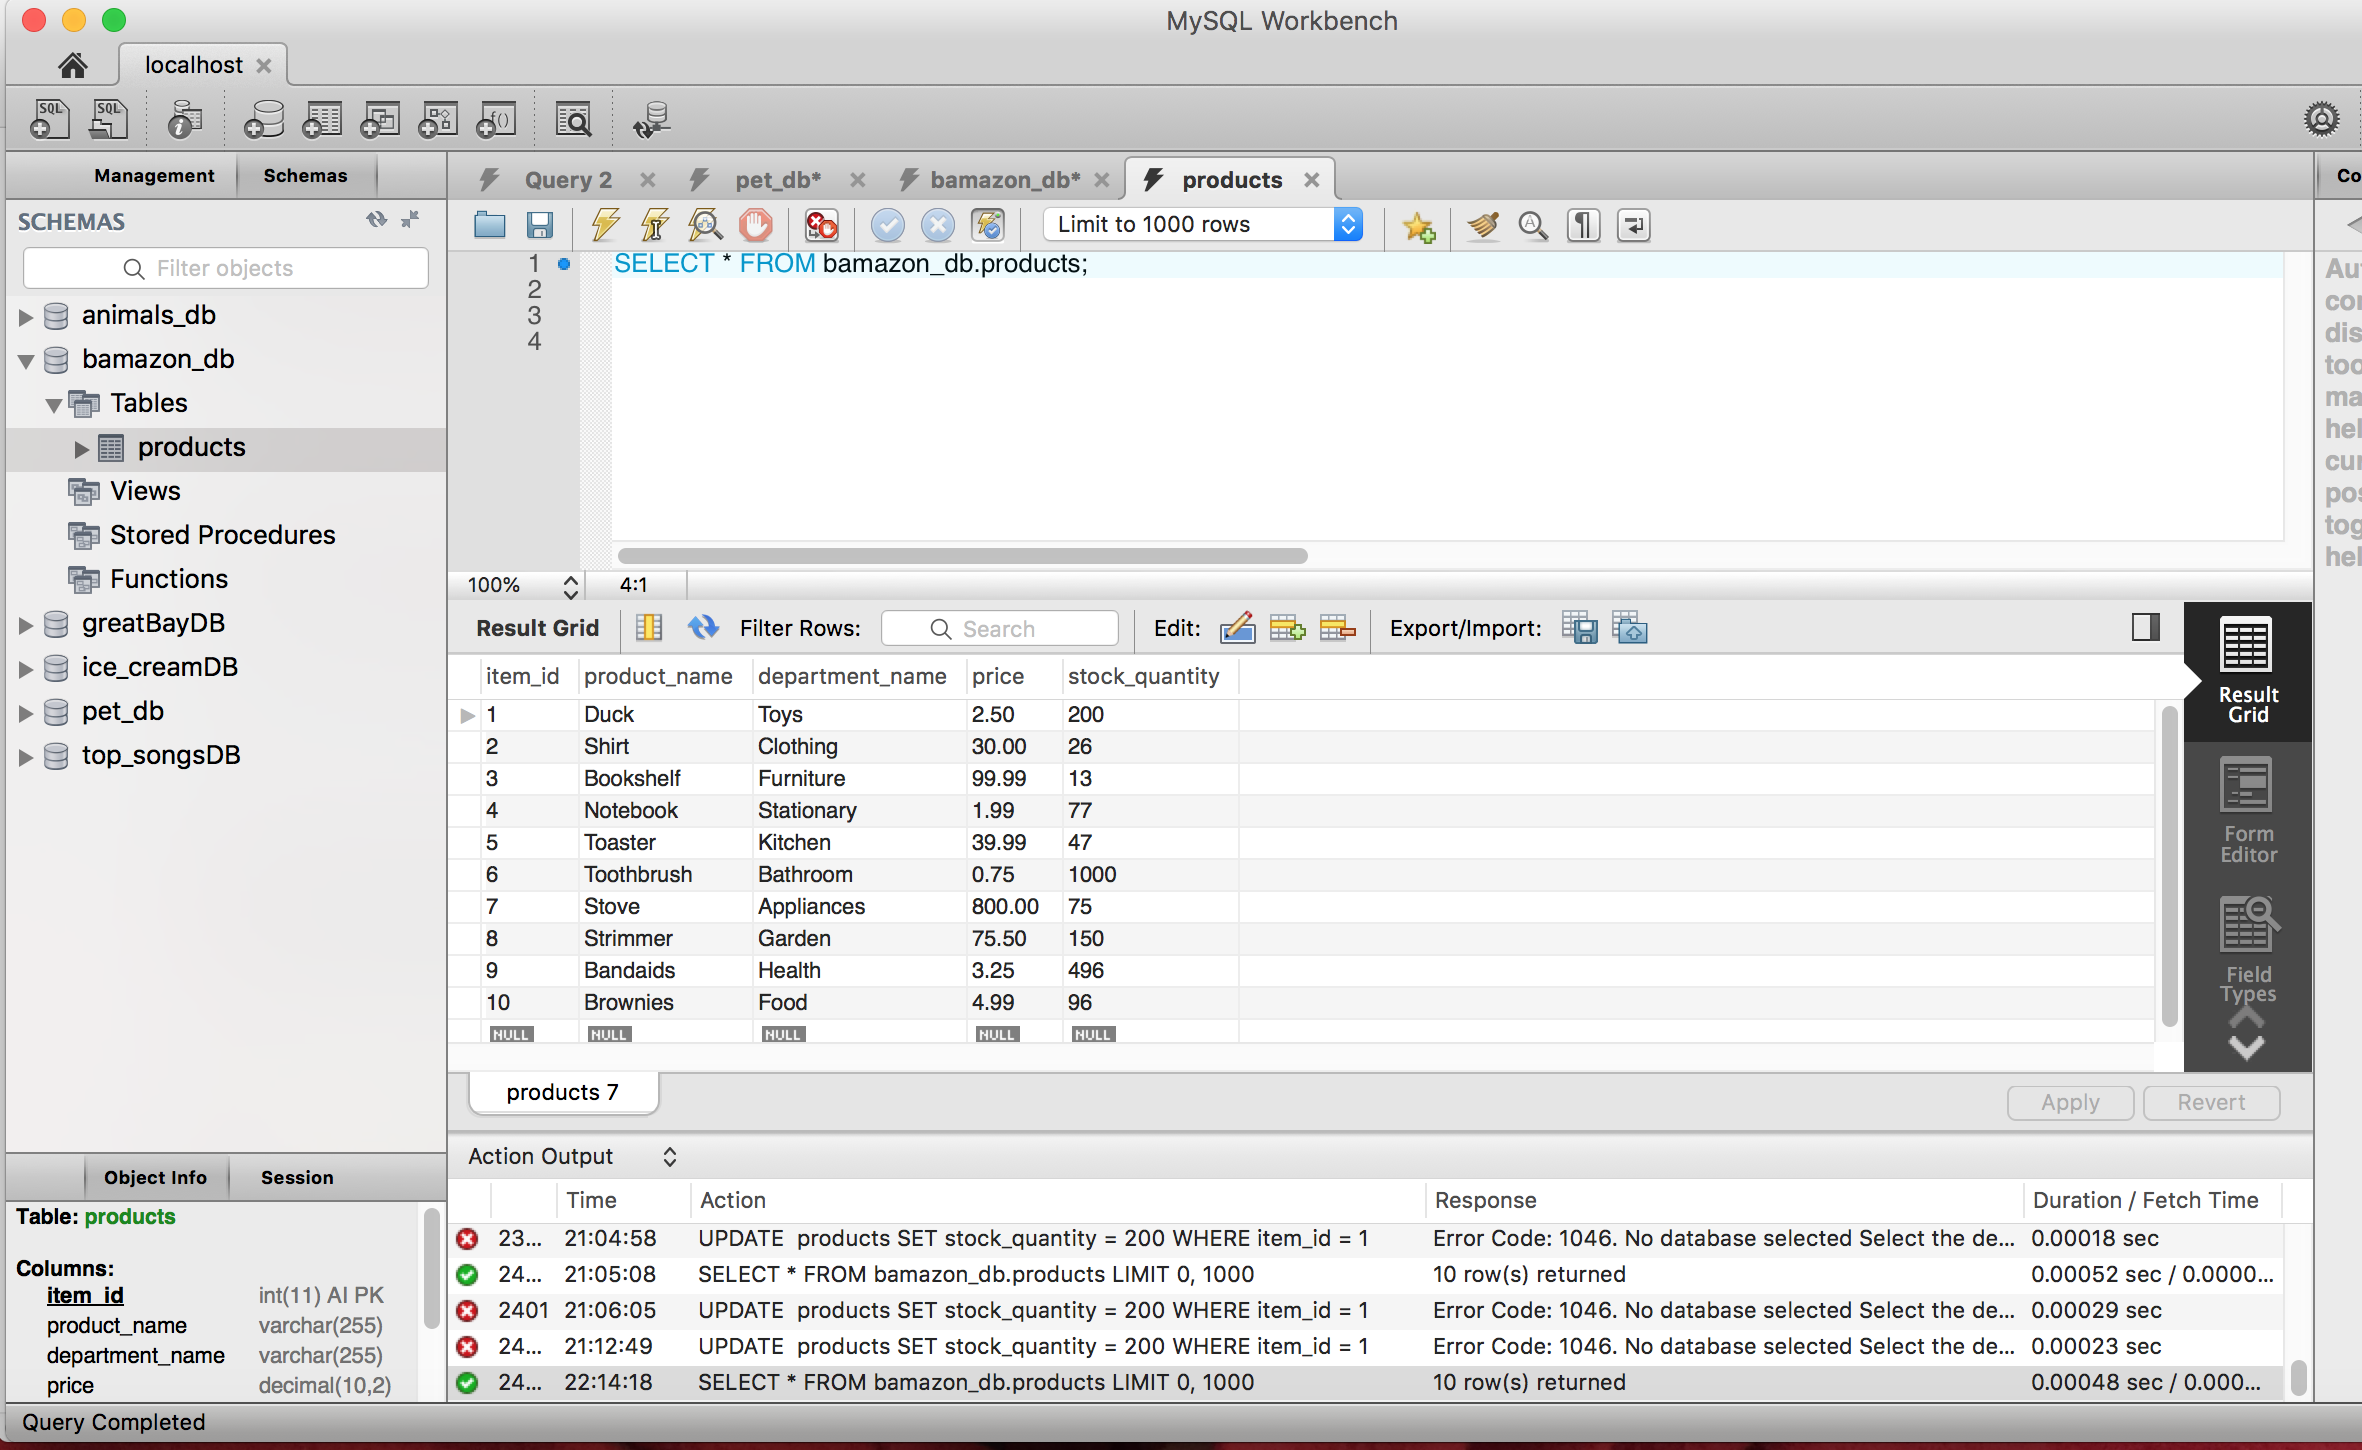 MySQL Workbench
localhost
SQL SQL
Management Schemas
Query 2 pet_db* bamazon_db* products
SCHEMAS
Limit to 1000 rows
Filter objects
1 SELECT * FROM bamazon_db.products;
2
3
4
animals_db
bamazon_db
Tables
products
Views
Stored Procedures
Functions
greatBayDB
ice_creamDB
pet_db
top_songsDB
Co
Au
con
dis
too
ma
hel
cur
pos
tog
hel
100% 4:1
Result Grid Filter Rows: Search Edit: Export/Import:
item_id product_name department_name price stock_quantity
1 Duck Toys 2.50 200
2 Shirt Clothing 30.00 26
3 Bookshelf Furniture 99.99 13
4 Notebook Stationary 1.99 77
5 Toaster Kitchen 39.99 47
6 Toothbrush Bathroom 0.75 1000
7 Stove Appliances 800.00 75
8 Strimmer Garden 75.50 150
9 Bandaids Health 3.25 496
10 Brownies Food 4.99 96
NULL NULL NULL NULL NULL
Result
Grid
Form
Editor
Field
Types
products 7
Apply Revert
Action Output
Time Action Response Duration / Fetch Time
23... 21:04:58 UPDATE products SET stock_quantity = 200 WHERE item_id = 1 Error Code: 1046. No database selected Select the de... 0.00018 sec
24... 21:05:08 SELECT * FROM bamazon_db.products LIMIT 0, 1000 10 row(s) returned 0.00052 sec / 0.0000...
2401 21:06:05 UPDATE products SET stock_quantity = 200 WHERE item_id = 1 Error Code: 1046. No database selected Select the de... 0.00029 sec
24... 21:12:49 UPDATE products SET stock_quantity = 200 WHERE item_id = 1 Error Code: 1046. No database selected Select the de... 0.00023 sec
24... 22:14:18 SELECT * FROM bamazon_db.products LIMIT 0, 1000 10 row(s) returned 0.00048 sec / 0.000...
Object Info Session
Table: products
Columns:
item_id int(11) AI PK
product_name varchar(255)
department_name varchar(255)
price decimal(10,2)
Query Completed